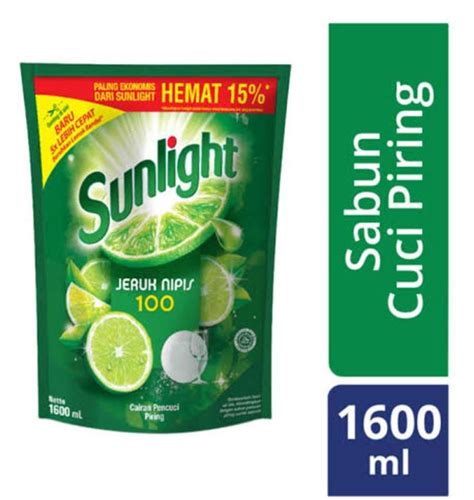 PALING EKONOMIS
DARI SUNLIGHT
HEMAT 15%*
BARU
5x LEBIH CEPAT
Sunlight
JERUK NIPIS
100
Netto
1600 mL
Cairan Pencuci
Piring
Sabun
Cuci Piring
1600
ml